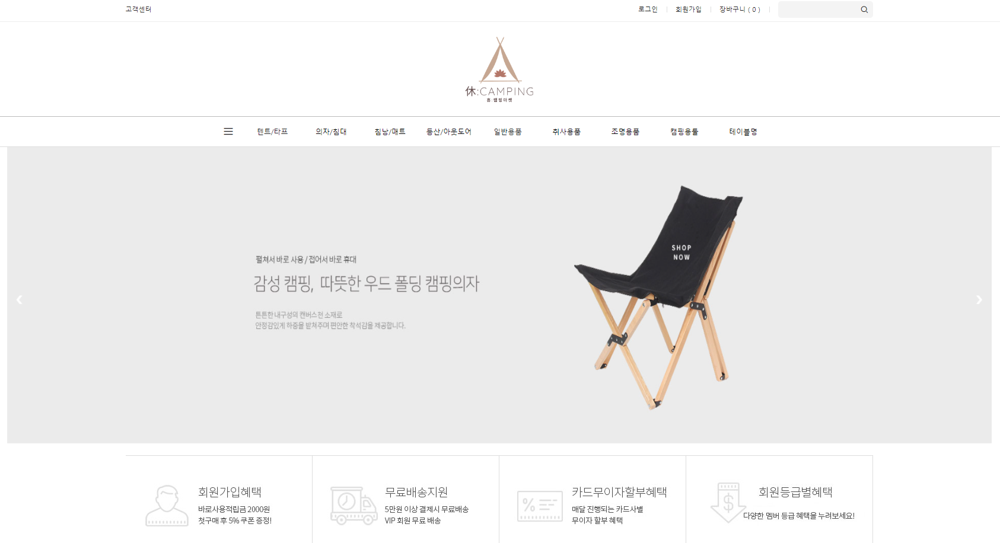 고객센터
로그인
회원가입
장바구니 ( 0 )
休:CAMPING
휴:캠핑마켓
텐트/타프
의자/침대
침낭/매트
등산/아웃도어
일반용품
취사용품
조명용품
캠핑용품
테이블명
SHOP
NOW
펼쳐서 바로 사용 / 접어서 바로 휴대
감성 캠핑, 따뜻한 우드 폴딩 캠핑의자
튼튼한 내구성의 캔버스천 소재로
안정감있게 하중을 받쳐주며 편안한 착석감을 제공합니다.
회원가입혜택
바로사용적립금 2000원
첫구매 후 5% 쿠폰 증정!
무료배송지원
5만원 이상 결제시 무료배송
VIP 회원 무료 배송
카드무이자할부혜택
매달 진행되는 카드사별
무이자 할부 혜택
회원등급별혜택
다양한 멤버 등급 혜택을 누려보세요!